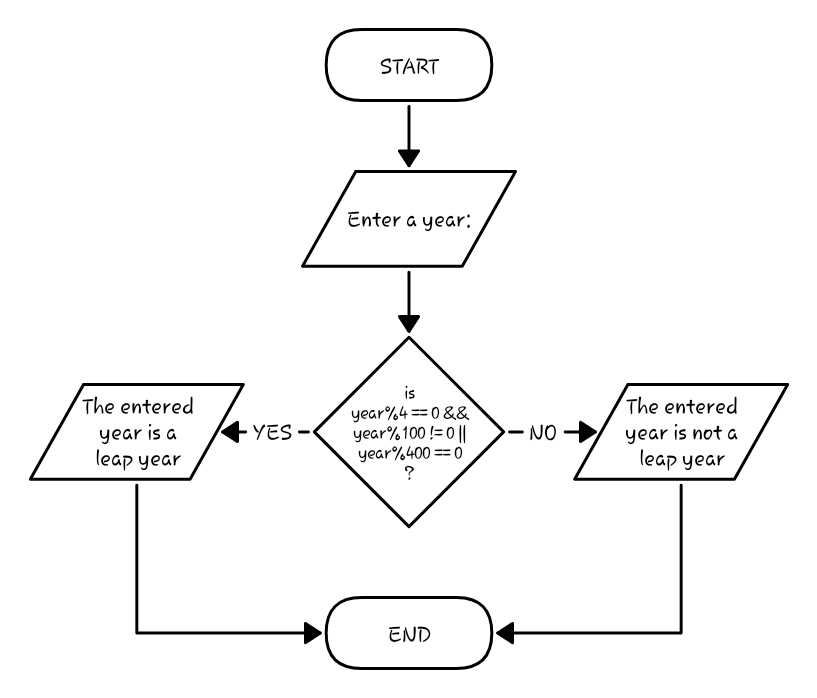 START
Enter a year:
is
year%4 == 0 &&
year%100 != 0 ||
year%400 == 0
?
YES
NO
The entered
year is a
leap year
The entered
year is not a
leap year
END